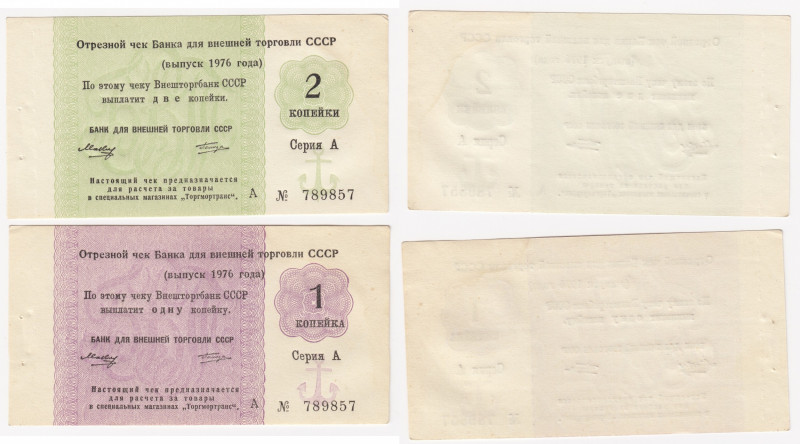 Отрезной чек Банка для внешней торговли СССР
(выпуск 1976 года)
По этому чеку Внешторгбанк СССР
выплатит две копейки.
2
КОПЕЙКИ
БАНК ДЛЯ ВНЕШНЕЙ ТОРГОВЛИ СССР
Серия А
Настоящий чек предназначается
для расчета за товары
в специальных магазинах „Торгмортранс“.
А № 789857
Отрезной чек Банка для внешней торговли СССР
(выпуск 1976 года)
По этому чеку Внешторгбанк СССР
выплатит одну копейку.
1
КОПЕЙКА
БАНК ДЛЯ ВНЕШНЕЙ ТОРГОВЛИ СССР
Серия А
Настоящий чек предназначается
для расчета за товары
в специальных магазинах „Торгмортранс“.
А № 789857